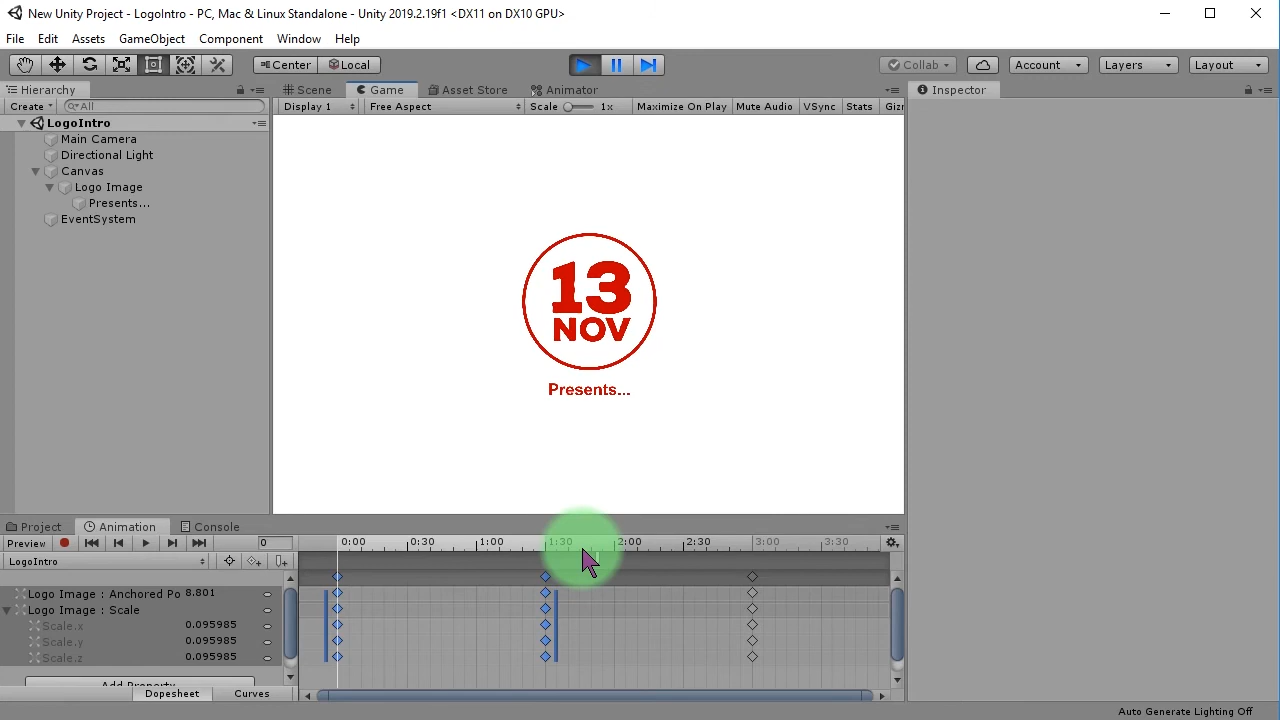 New Unity Project - LogoIntro - PC, Mac & Linux Standalone - Unity 2019.2.19f1 <DX11 on DX10 GPU>
File Edit Assets GameObject Component Window Help
Center Local Collab Account Layers Layout
Hierarchy Scene Game Asset Store Animator Inspector
Create All Display 1 Free Aspect Scale 1x Maximize On Play Mute Audio VSync Stats Giz
LogoIntro
Main Camera
Directional Light
Canvas
Logo Image
Presents...
EventSystem
13
NOV
Presents...
Project Animation Console
Preview 0 0:00 0:30 1:00 1:30 2:00 2:30 3:00 3:30
LogoIntro
Logo Image : Anchored Po 8.801
Logo Image : Scale
Scale.x 0.095985
Scale.y 0.095985
Scale.z 0.095985
Add Property
Dopesheet Curves
Auto Generate Lighting Off